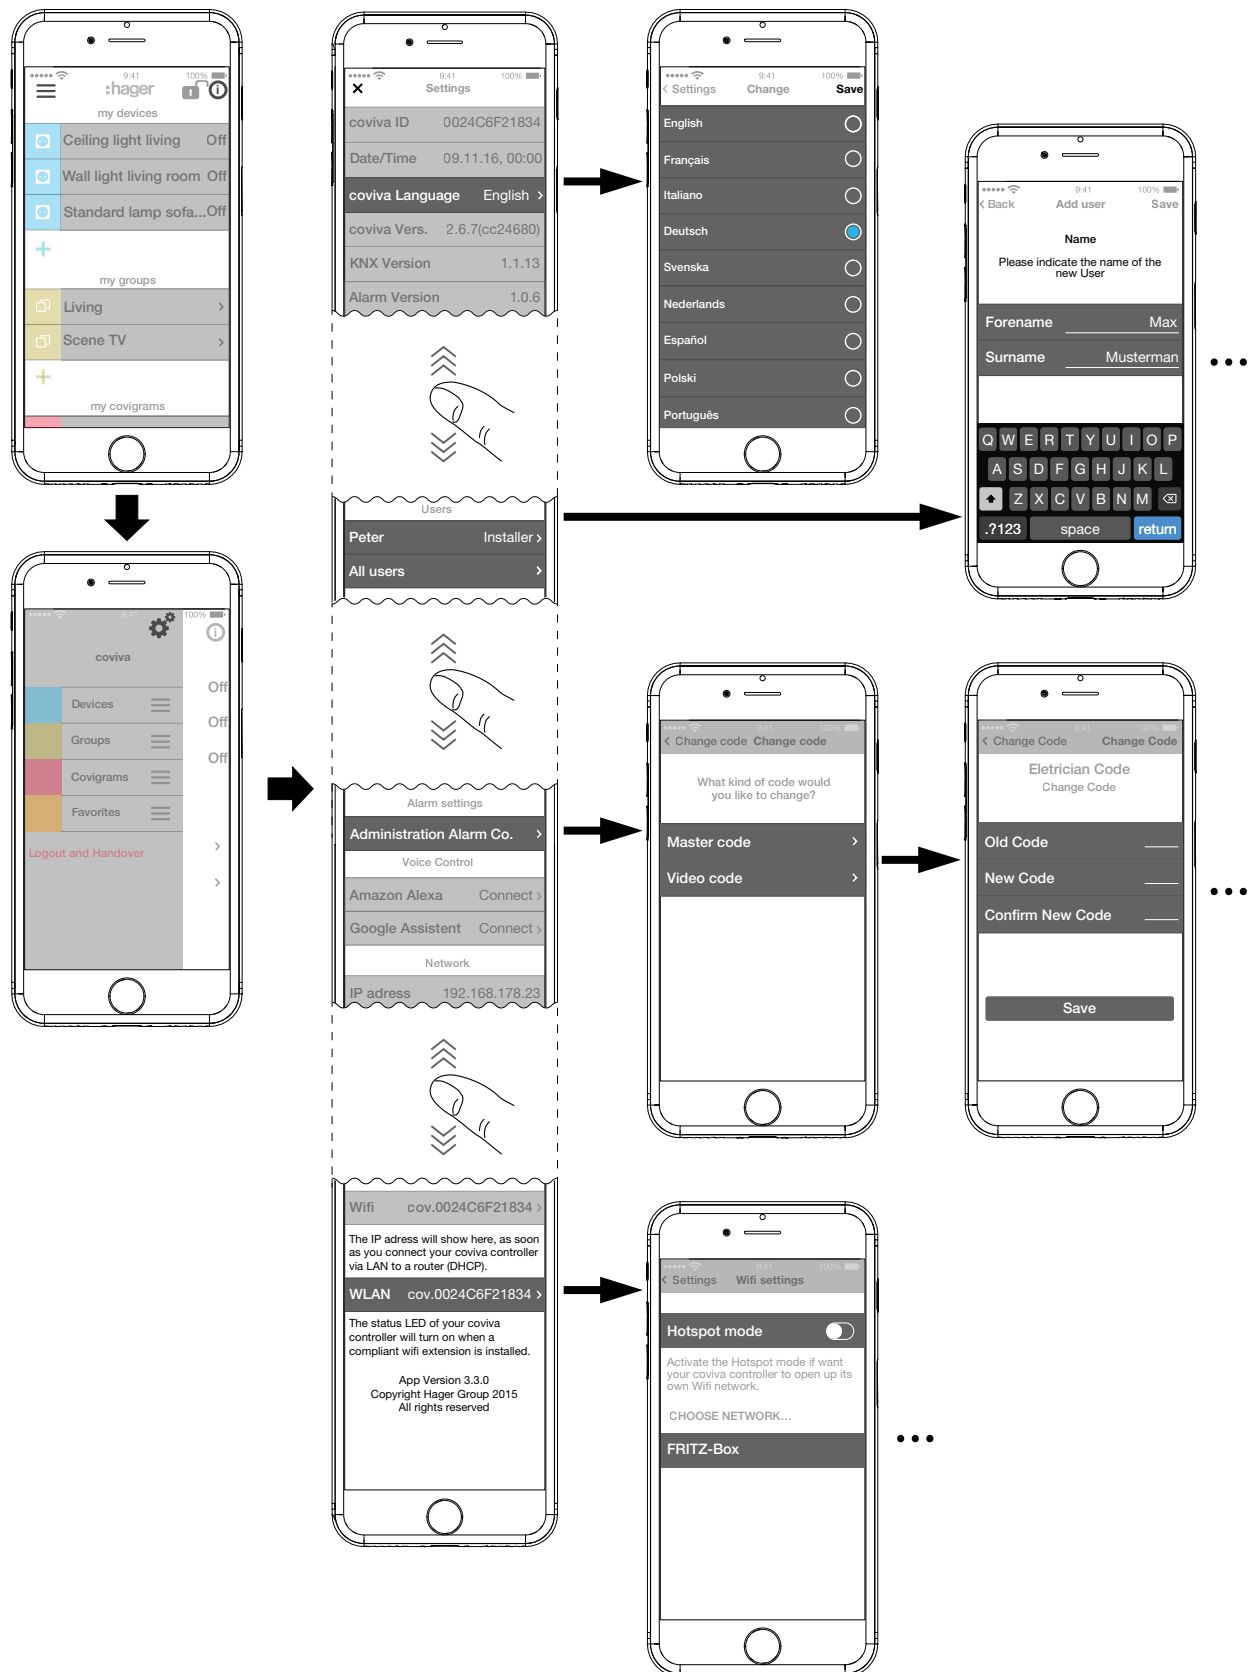 9:41 100%
:hager
my devices
Ceiling light living Off
Wall light living room Off
Standard lamp sofa...Off
my groups
Living
Scene TV
my covigrams
9:41 100%
coviva
Devices
Groups
Covigrams
Favorites
Logout and Handover
Off
Off
Off
9:41 100%
Settings
coviva ID 0024C6F21834
Date/Time 09.11.16, 00:00
coviva Language English
coviva Vers. 2.6.7(cc24680)
KNX Version 1.1.13
Alarm Version 1.0.6
Users
Peter Installer
All users
Alarm settings
Administration Alarm Co.
Voice Control
Amazon Alexa Connect
Google Assistent Connect
Network
IP adress 192.168.178.23
Wifi cov.0024C6F21834
The IP adress will show here, as soon
as you connect your coviva controller
via LAN to a router (DHCP).
WLAN cov.0024C6F21834
The status LED of your coviva
controller will turn on when a
compliant wifi extension is installed.
App Version 3.3.0
Copyright Hager Group 2015
All rights reserved
9:41 100%
Settings Change Save
English
Français
Italiano
Deutsch
Svenska
Nederlands
Español
Polski
Português
9:41 100%
Back Add user Save
Name
Please indicate the name of the
new User
Forename Max
Surname Musterman
Q W E R T Y U I O P
A S D F G H J K L
Z X C V B N M
.?123 space return
...
9:41 100%
Change code Change code
What kind of code would
you like to change?
Master code
Video code
9:41 100%
Change Code Change Code
Eletrician Code
Change Code
Old Code
New Code
Confirm New Code
Save
...
9:41 100%
Settings Wifi settings
Hotspot mode
Activate the Hotspot mode if want
your coviva controller to open up its
own Wifi network.
CHOOSE NETWORK...
FRITZ-Box
...